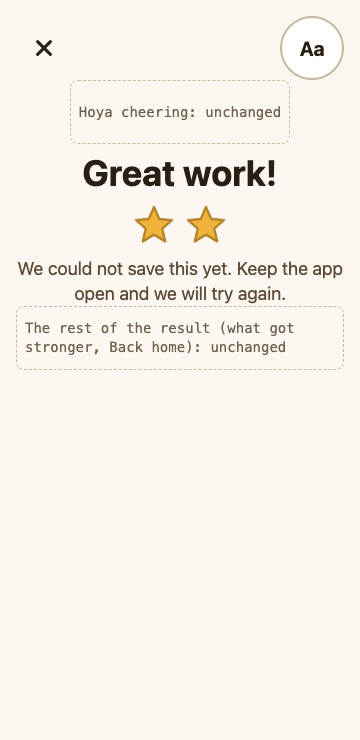 Aa
Hoya cheering: unchanged
Great work!
We could not save this yet. Keep the app
open and we will try again.
The rest of the result (what got
stronger, Back home): unchanged